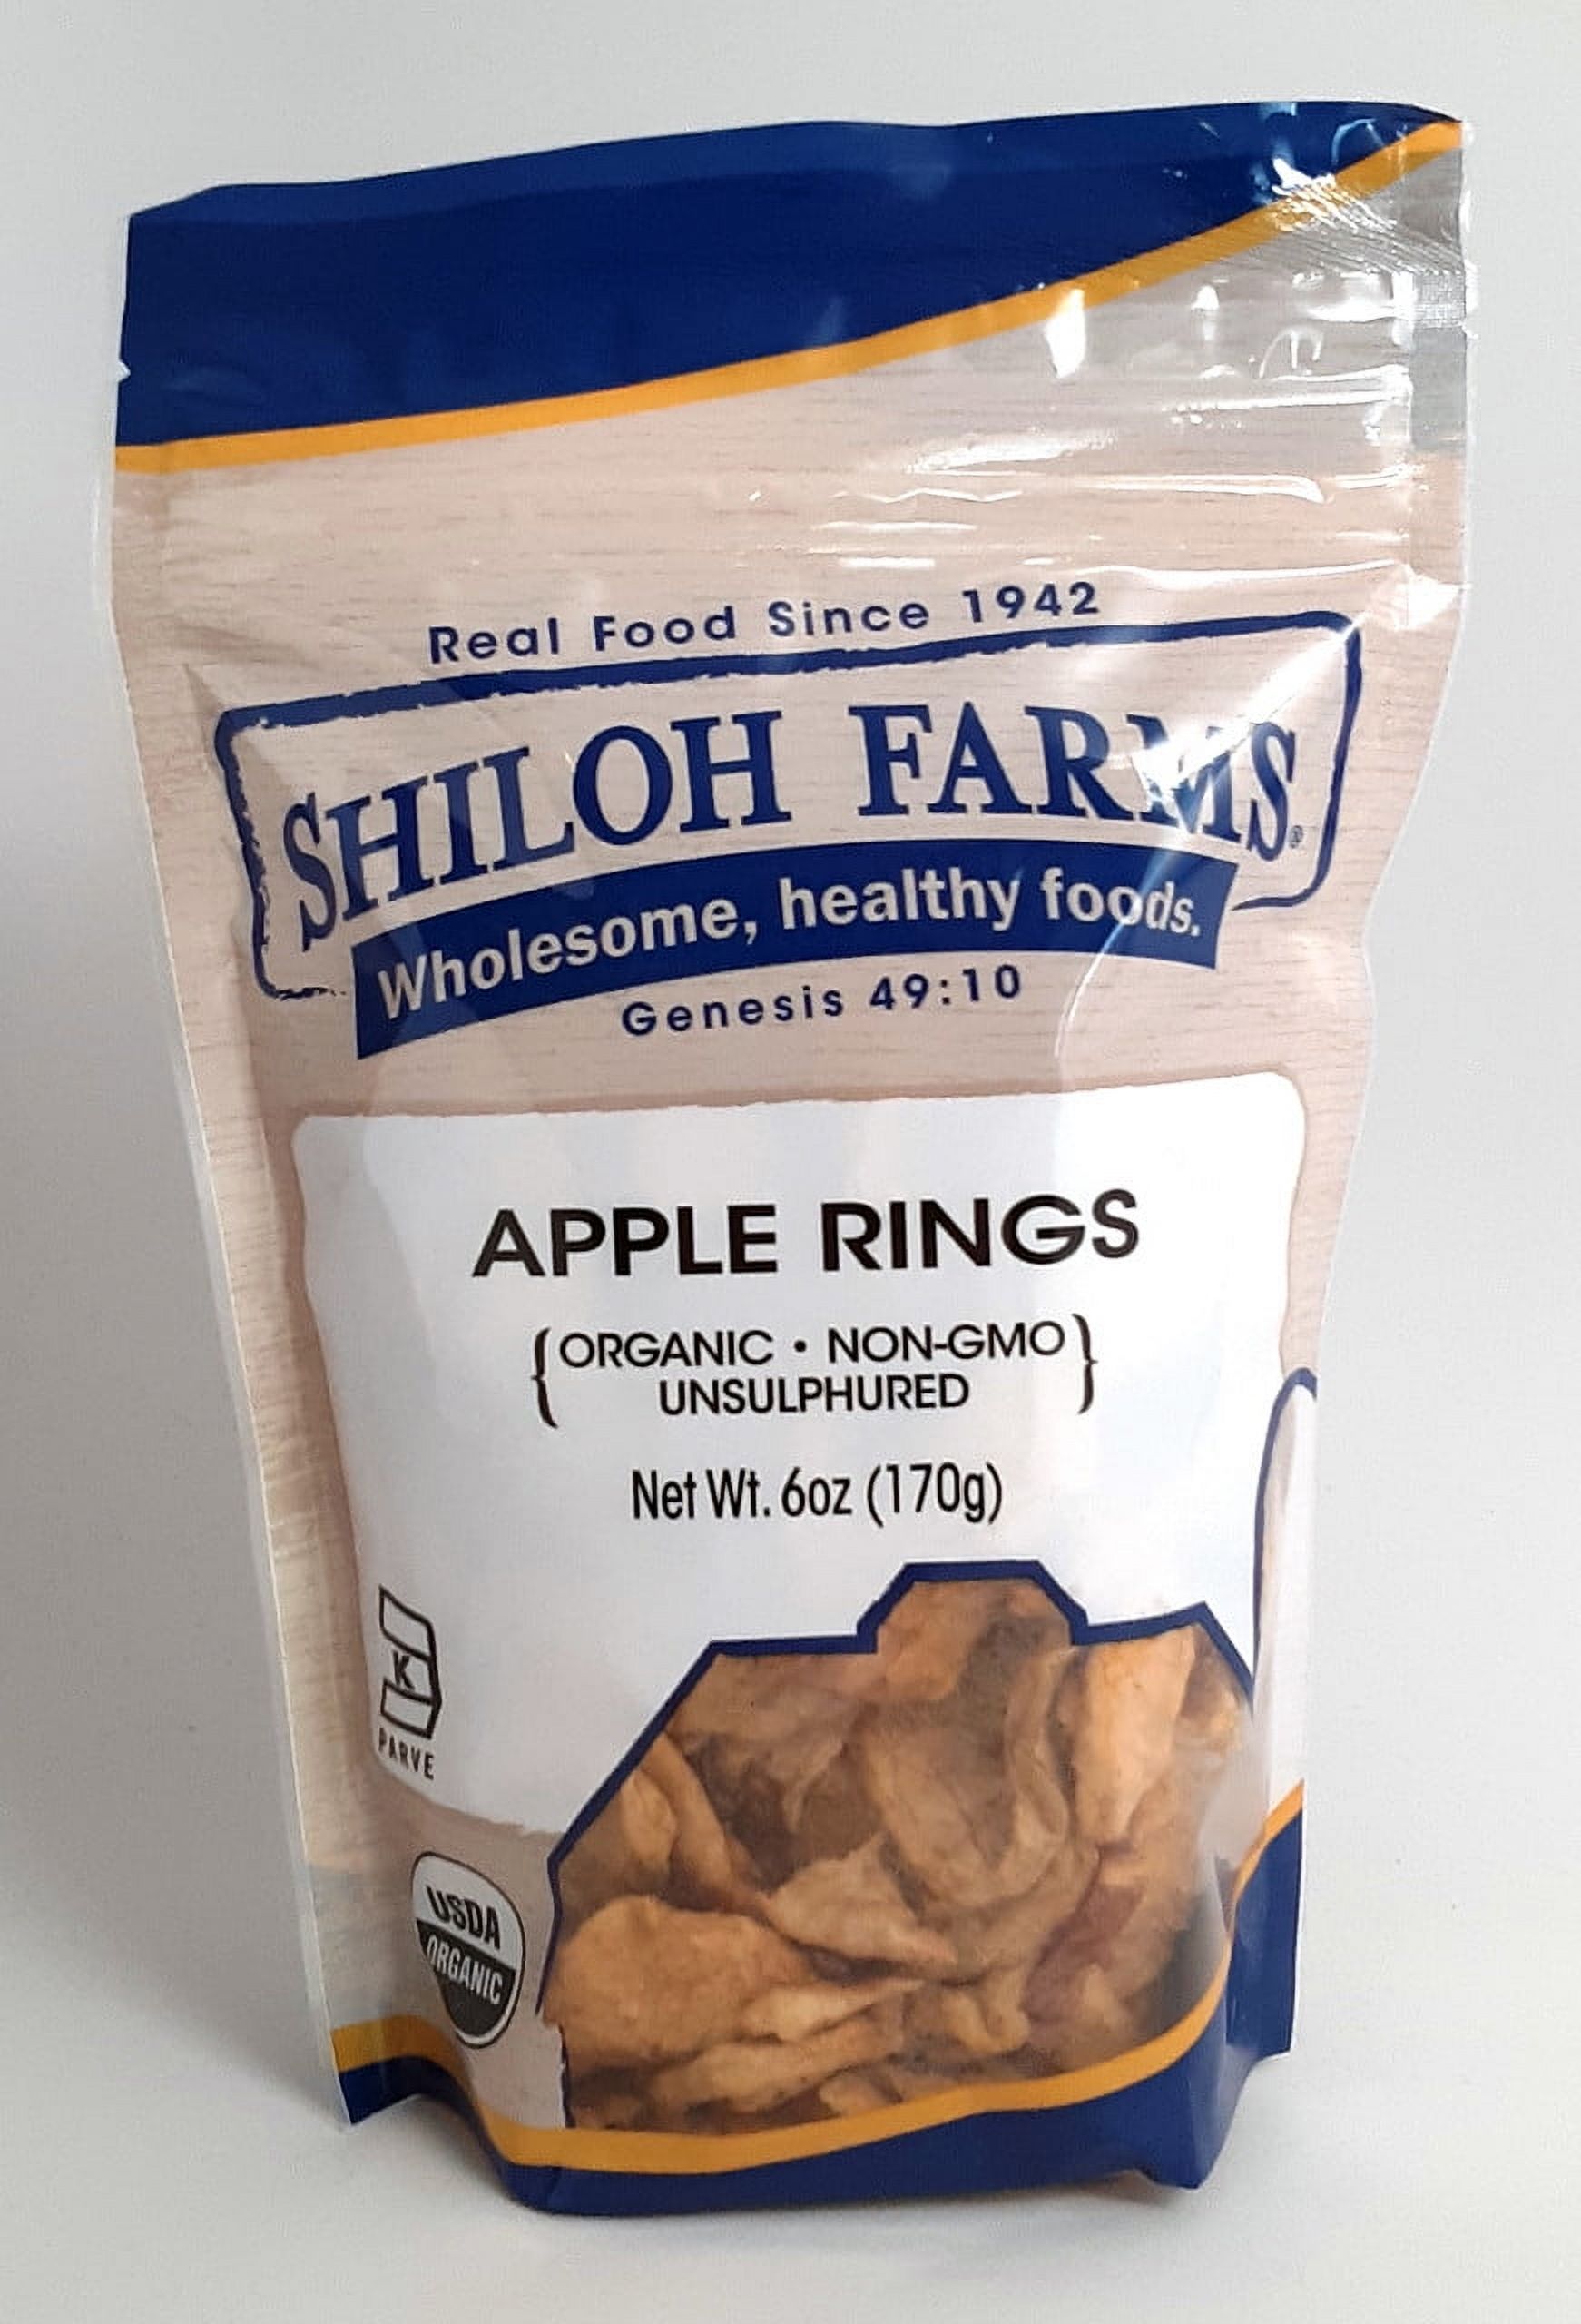 Real Food Since 1942
SHILOH FARMS®
Wholesome, healthy foods.
Genesis 49:10
APPLE RINGS
{ORGANIC • NON-GMO
UNSULPHURED}
Net Wt. 6oz (170g)
K
PARVE
USDA
ORGANIC